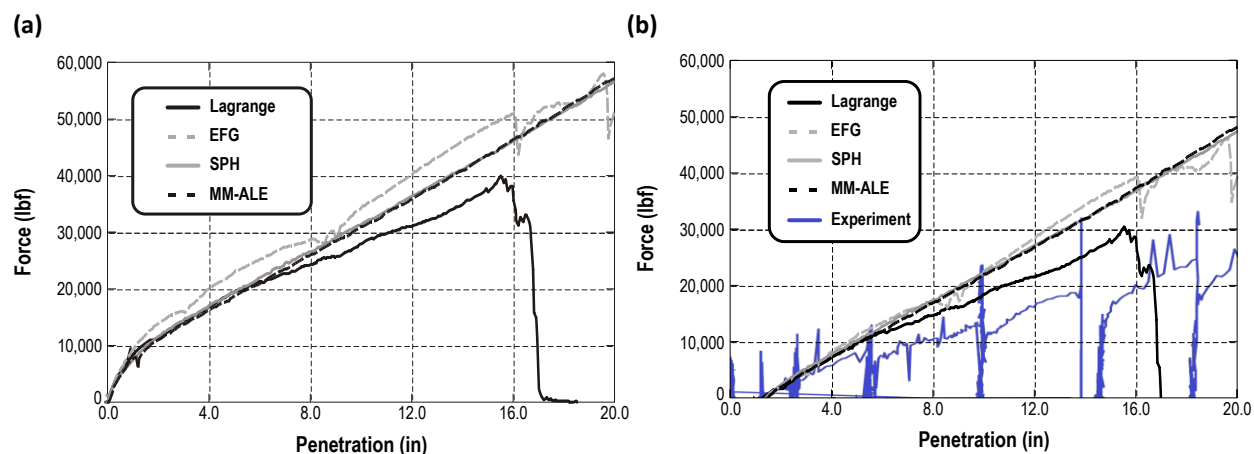 (a)
60,000
50,000
40,000
30,000
20,000
10,000
0
Force (lbf)
Lagrange
EFG
SPH
MM-ALE
0.0 4.0 8.0 12.0 16.0 20.0
Penetration (in)
(b)
60,000
50,000
40,000
30,000
20,000
10,000
0
Force (lbf)
Lagrange
EFG
SPH
MM-ALE
Experiment
0.0 4.0 8.0 12.0 16.0 20.0
Penetration (in)